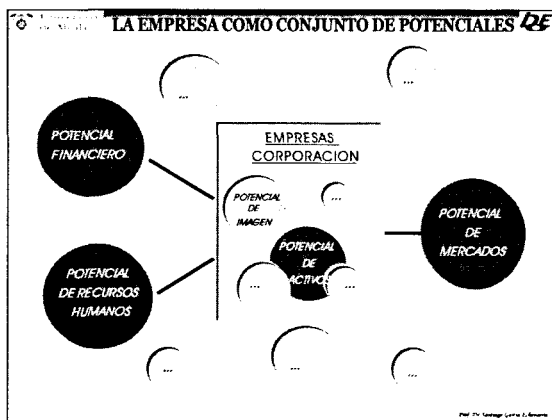 LA EMPRESA COMO CONJUNTO DE POTENCIALES
...
...
POTENCIAL
FINANCIERO
EMPRESAS
CORPORACION
POTENCIAL
DE
IMAGEN
...
POTENCIAL
DE
MERCADOS
POTENCIAL
DE
ACTIVOS
POTENCIAL
DE RECURSOS
HUMANOS
...
...
...
...
...